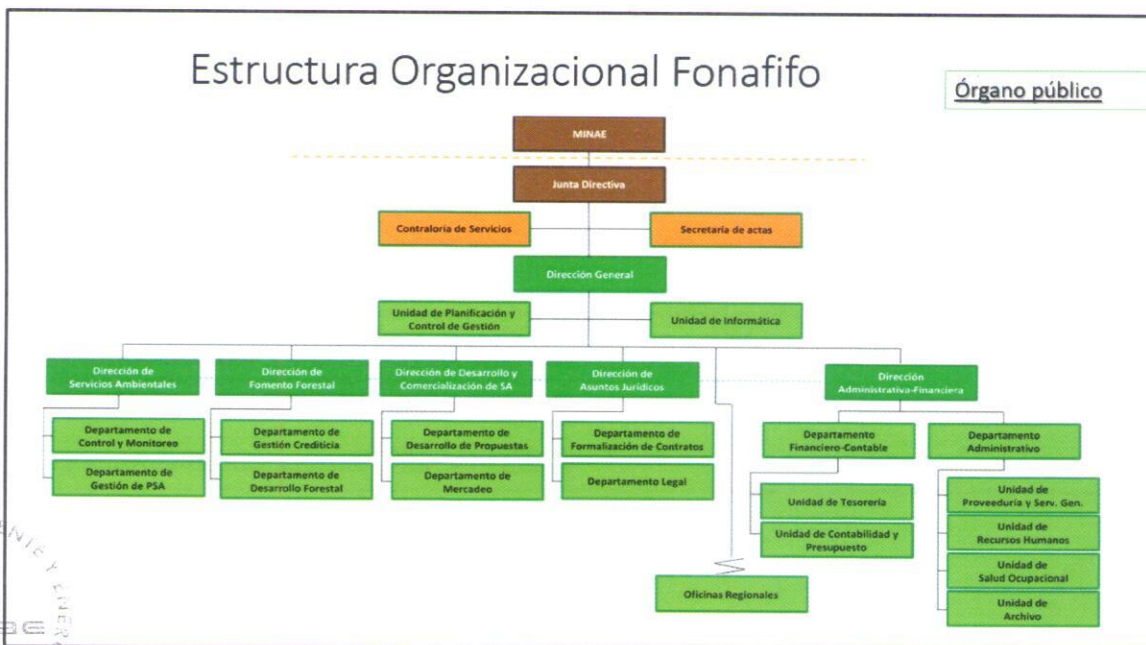 Estructura Organizacional Fonafifo
Órgano público
MINAE
Junta Directiva
Contraloría de Servicios
Secretaría de actas
Dirección General
Unidad de Planificación y
Control de Gestión
Unidad de Informática
Dirección de
Servicios Ambientales
Dirección de
Fomento Forestal
Dirección de Desarrollo y
Comercialización de SA
Dirección de
Asuntos Jurídicos
Dirección
Administrativa-Financiera
Departamento de
Control y Monitoreo
Departamento de
Gestión de PSA
Departamento de
Gestión Crediticia
Departamento de
Desarrollo Forestal
Departamento de
Desarrollo de Propuestas
Departamento de
Mercadeo
Departamento de
Formalización de Contratos
Departamento Legal
Departamento
Financiero-Contable
Unidad de Tesorería
Unidad de Contabilidad y
Presupuesto
Departamento
Administrativo
Unidad de
Proveeduría y Serv. Gen.
Unidad de
Recursos Humanos
Unidad de
Salud Ocupacional
Unidad de
Archivo
Oficinas Regionales